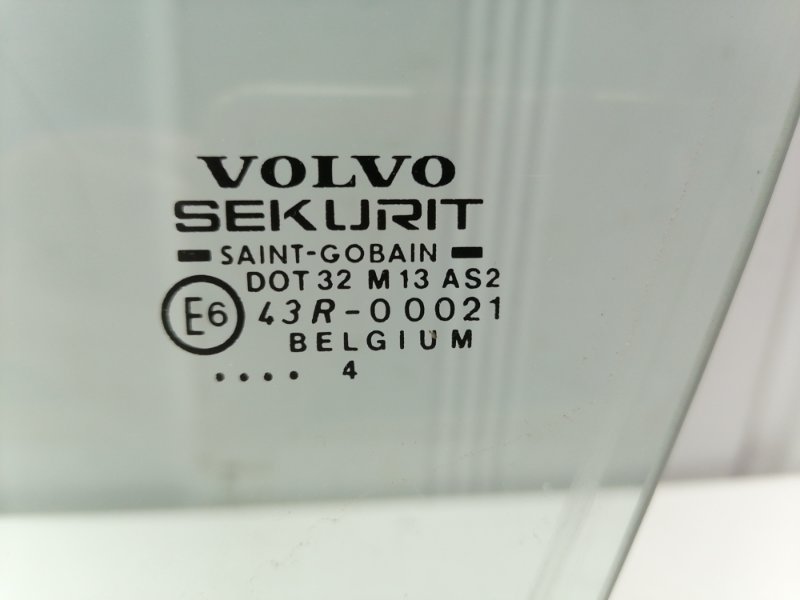 VOLVO
SEKURIT
SAINT-GOBAIN
DOT 32 M 13 AS2
E6 43R-00021
BELGIUM
.... 4